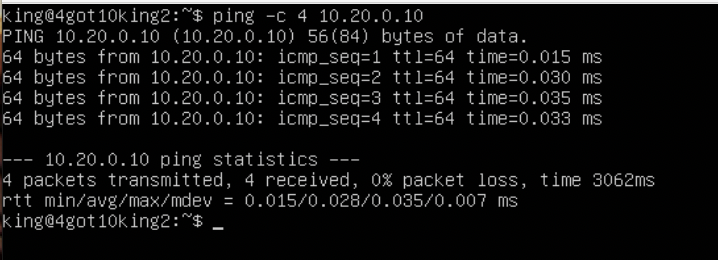 king@4got10king2:~$ ping -c 4 10.20.0.10
PING 10.20.0.10 (10.20.0.10) 56(84) bytes of data.
64 bytes from 10.20.0.10: icmp_seq=1 ttl=64 time=0.015 ms
64 bytes from 10.20.0.10: icmp_seq=2 ttl=64 time=0.030 ms
64 bytes from 10.20.0.10: icmp_seq=3 ttl=64 time=0.035 ms
64 bytes from 10.20.0.10: icmp_seq=4 ttl=64 time=0.033 ms

--- 10.20.0.10 ping statistics ---
4 packets transmitted, 4 received, 0% packet loss, time 3062ms
rtt min/avg/max/mdev = 0.015/0.028/0.035/0.007 ms
king@4got10king2:~$ _